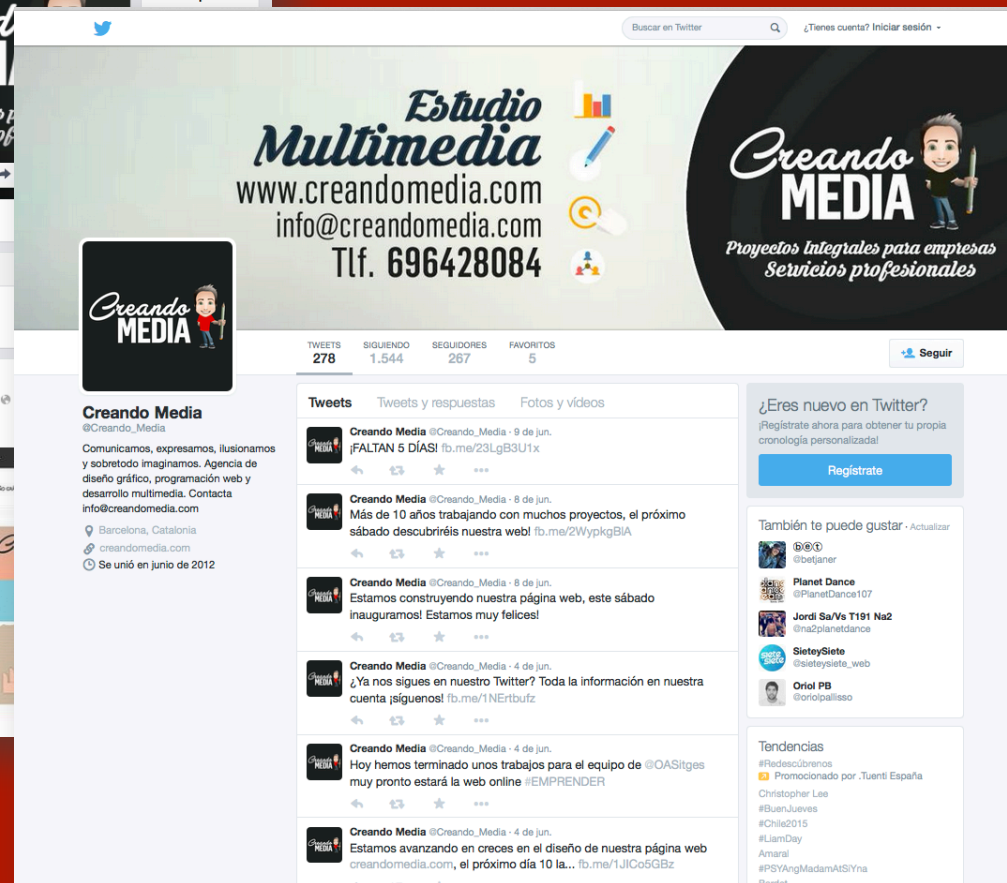 Buscar en Twitter
¿Tienes cuenta? Iniciar sesión
Estudio
Multimedia
www.creandomedia.com
info@creandomedia.com
Tlf. 696428084
Creando
MEDIA
Proyectos Integrales para empresas
Servicios profesionales
Creando
MEDIA
TWEETS
278
SIGUIENDO
1.544
SEGUIDORES
267
FAVORITOS
5
Seguir
Creando Media
@Creando_Media
Comunicamos, expresamos, ilusionamos
y sobretodo imaginamos. Agencia de
diseño gráfico, programación web y
desarrollo multimedia. Contacta
info@creandomedia.com
Barcelona, Catalonia
creandomedia.com
Se unió en junio de 2012
Tweets Tweets y respuestas Fotos y vídeos
Creando Media @Creando_Media · 9 de jun.
¡FALTAN 5 DÍAS! fb.me/23LgB3U1x
Creando Media @Creando_Media · 8 de jun.
Más de 10 años trabajando con muchos proyectos, el próximo
sábado descubriréis nuestra web! fb.me/2WypkgBlA
Creando Media @Creando_Media · 8 de jun.
Estamos construyendo nuestra página web, este sábado
inauguramos! Estamos muy felices!
Creando Media @Creando_Media · 4 de jun.
¿Ya nos sigues en nuestro Twitter? Toda la información en nuestra
cuenta ¡síguenos! fb.me/1NErtbufz
Creando Media @Creando_Media · 4 de jun.
Hoy hemos terminado unos trabajos para el equipo de @OASitges
muy pronto estará la web online #EMPRENDER
Creando Media @Creando_Media · 4 de jun.
Estamos avanzando en creces en el diseño de nuestra página web
creandomedia.com, el próximo día 10 la... fb.me/1JICo5GBz
¿Eres nuevo en Twitter?
¡Regístrate ahora para obtener tu propia
cronología personalizada!
Regístrate
También te puede gustar · Actualizar
ⓑⓔⓣ
@betjaner
Planet Dance
@PlanetDance107
Jordi Sa/Vs T191 Na2
@na2planetdance
SieteySiete
@sieteysiete_web
Oriol PB
@oriolpallisso
Tendencias
#Redescúbrenos
Promocionado por .Tuenti España
Christopher Lee
#BuenJueves
#Chile2015
#LiamDay
Amaral
#PSYAngMadamAtSiYna